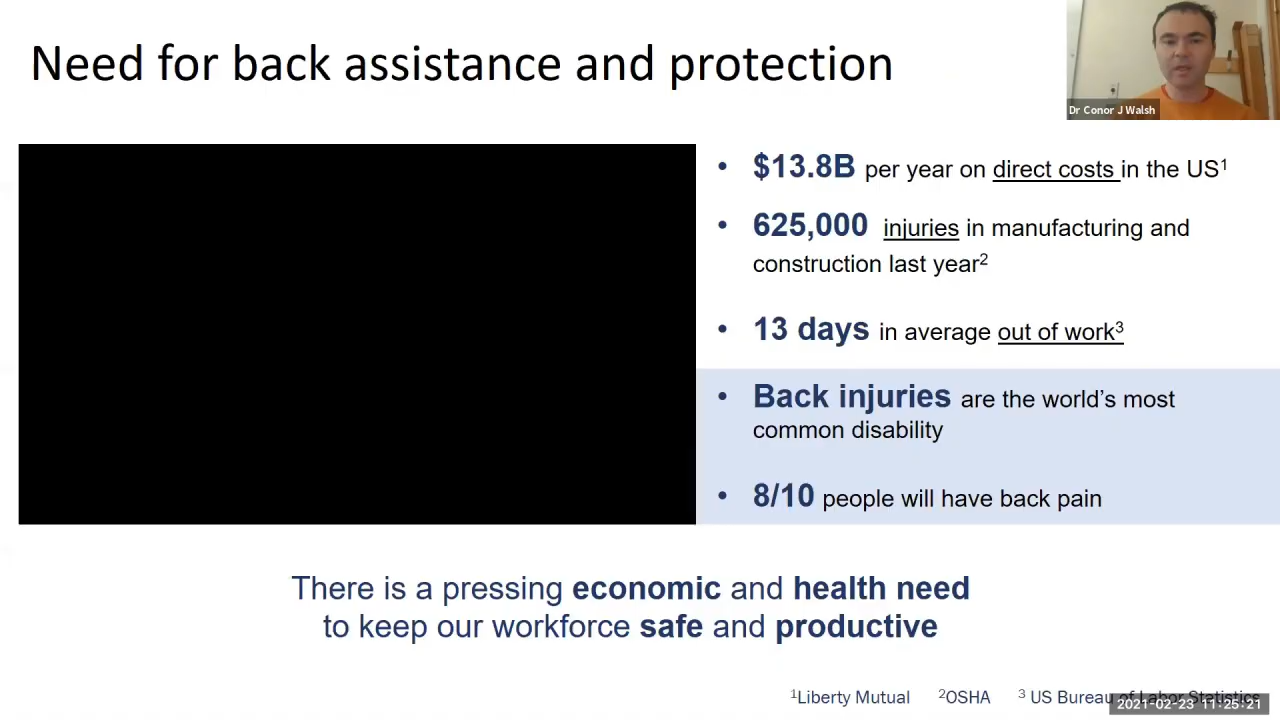 Need for back assistance and protection
Dr Conor J Walsh
• $13.8B per year on direct costs in the US¹
• 625,000 injuries in manufacturing and
construction last year²
• 13 days in average out of work³
• Back injuries are the world’s most
common disability
• 8/10 people will have back pain
There is a pressing economic and health need
to keep our workforce safe and productive
¹Liberty Mutual ²OSHA ³ US Bureau of Labor Statistics
2021-02-23 11:25:21